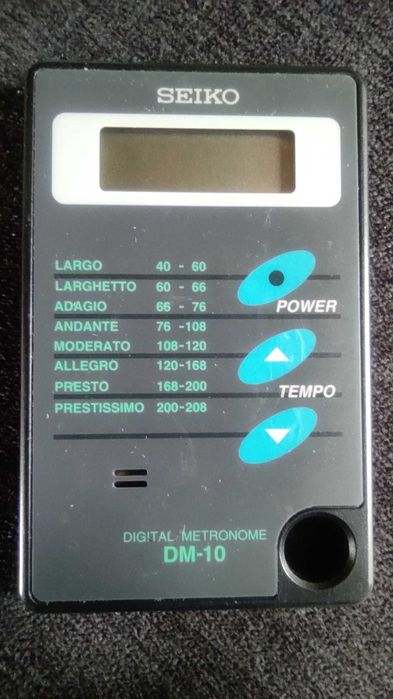 SEIKO
LARGO 40 - 60
LARGHETTO 60 - 66
POWER
ADAGIO 66 - 76
ANDANTE 76 -108
MODERATO 108-120
ALLEGRO 120-168
PRESTO 168-200
TEMPO
PRESTISSIMO 200-208
DIGITAL METRONOME
DM-10